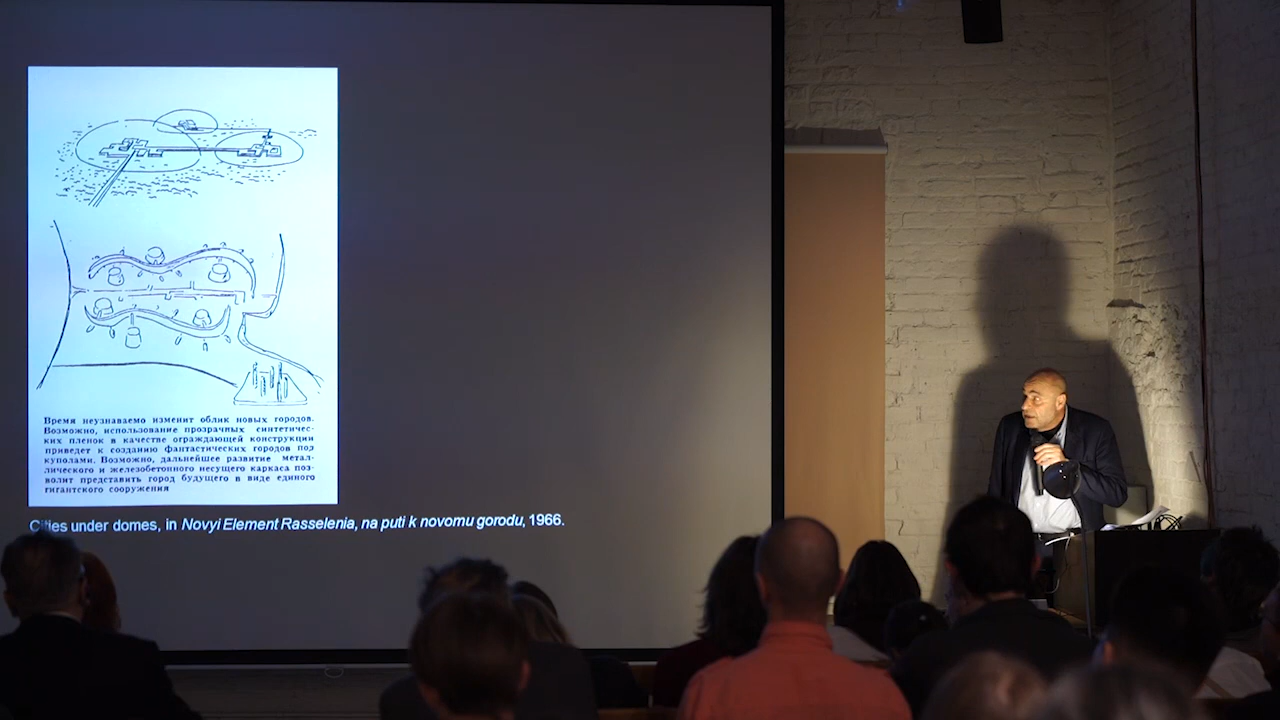 Время неузнаваемо изменит облик новых городов.
Возможно, использование прозрачных синтетичес-
ких пленок в качестве ограждающей конструкции
приведет к созданию фантастических городов под
куполами. Возможно, дальнейшее развитие метал-
лического и железобетонного несущего каркаса поз-
волит представить город будущего в виде единого
гигантского сооружения
Cities under domes, in Novyi Element Rasselenia, na puti k novomu gorodu, 1966.